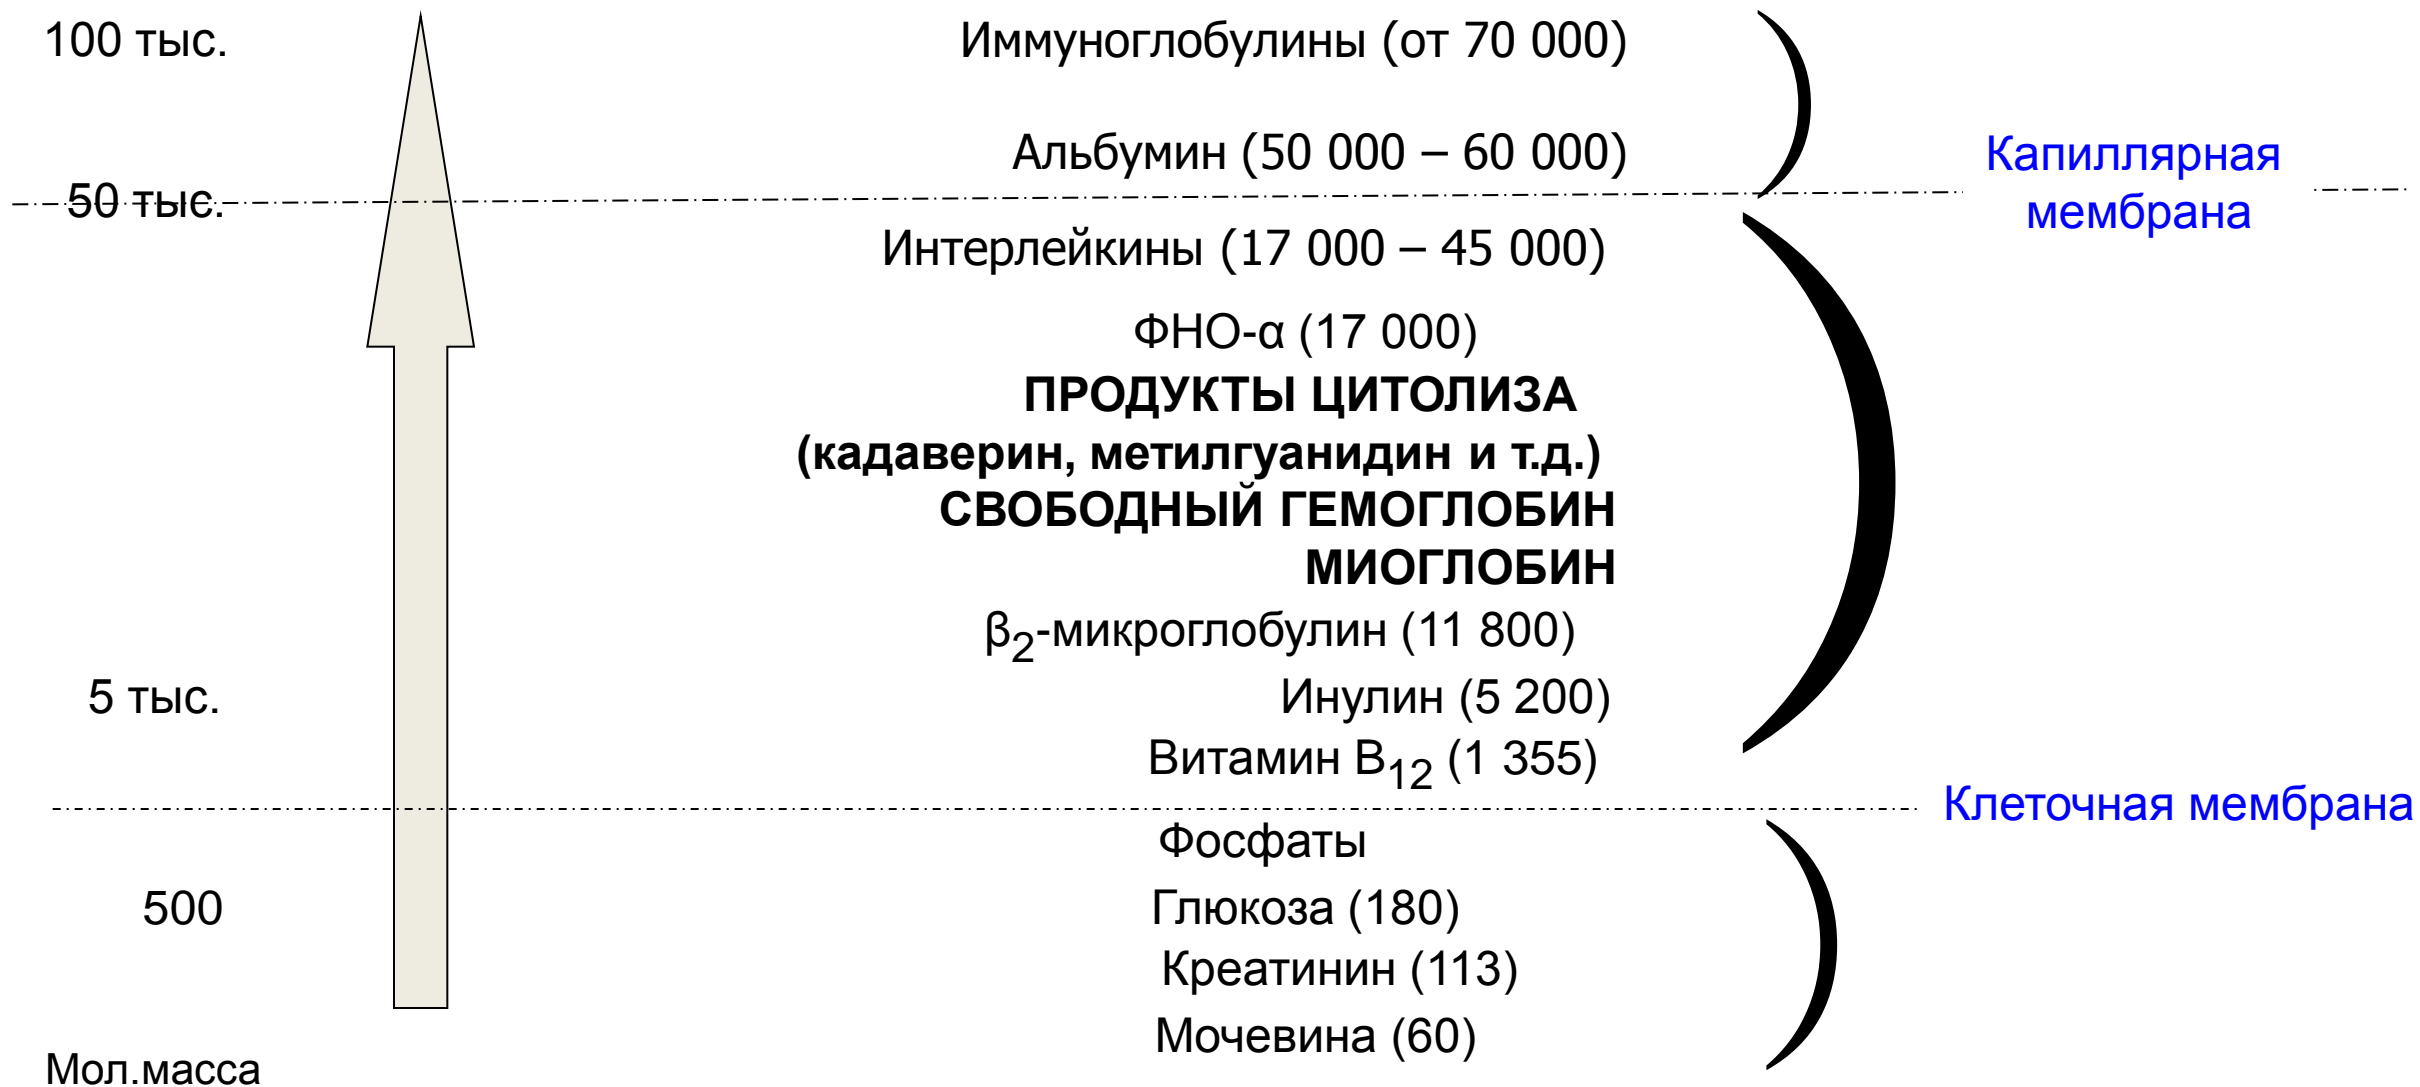 100 тыс.
Иммуноглобулины (от 70 000)
Альбумин (50 000 – 60 000)
Капиллярная
мембрана
50 тыс.
Интерлейкины (17 000 – 45 000)
ФНО-α (17 000)
ПРОДУКТЫ ЦИТОЛИЗА
(кадаверин, метилгуанидин и т.д.)
СВОБОДНЫЙ ГЕМОГЛОБИН
МИОГЛОБИН
β2-микроглобулин (11 800)
5 тыс.
Инулин (5 200)
Витамин В12 (1 355)
Клеточная мембрана
Фосфаты
500
Глюкоза (180)
Креатинин (113)
Мочевина (60)
Мол.масса